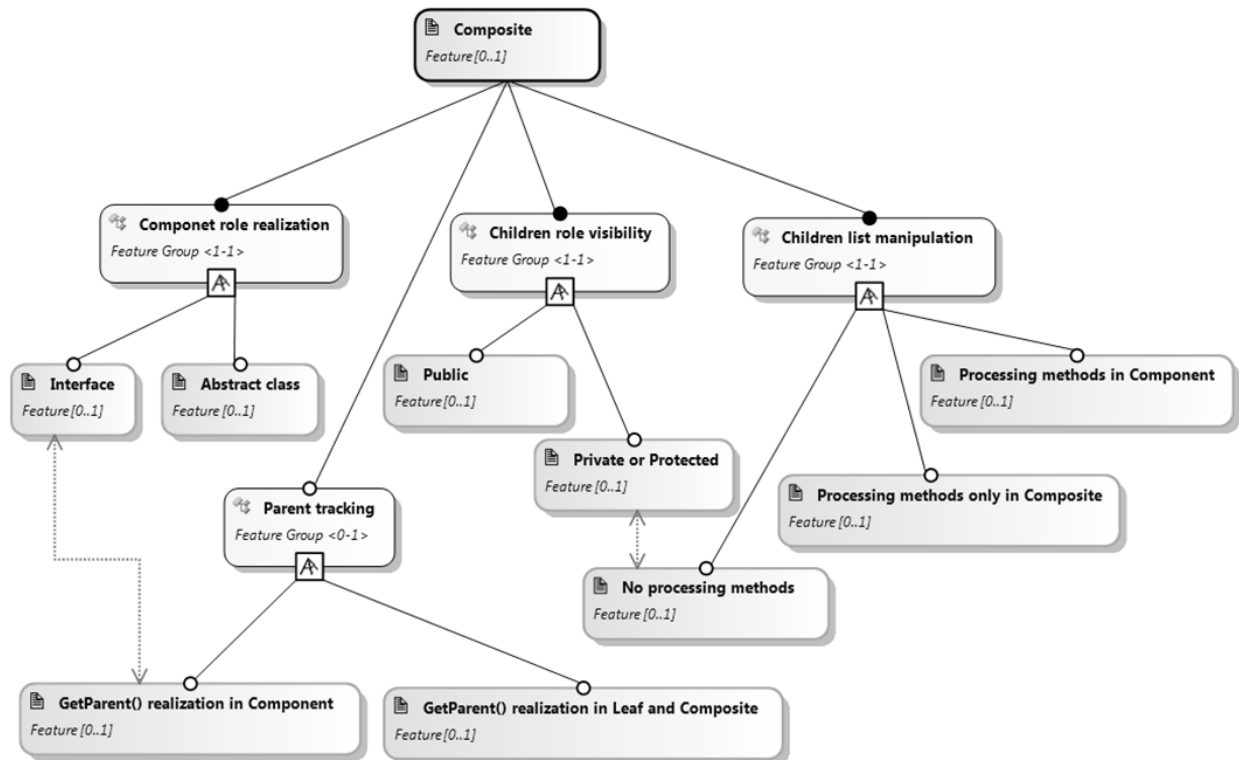 Composite
Feature[0..1]
Componet role realization
Feature Group <1-1>
Children role visibility
Feature Group <1-1>
Children list manipulation
Feature Group <1-1>
Interface
Feature[0..1]
Abstract class
Feature[0..1]
Public
Feature[0..1]
Processing methods in Component
Feature[0..1]
Private or Protected
Feature[0..1]
Parent tracking
Feature Group <0-1>
Processing methods only in Composite
Feature[0..1]
No processing methods
Feature[0..1]
GetParent() realization in Component
Feature[0..1]
GetParent() realization in Leaf and Composite
Feature[0..1]